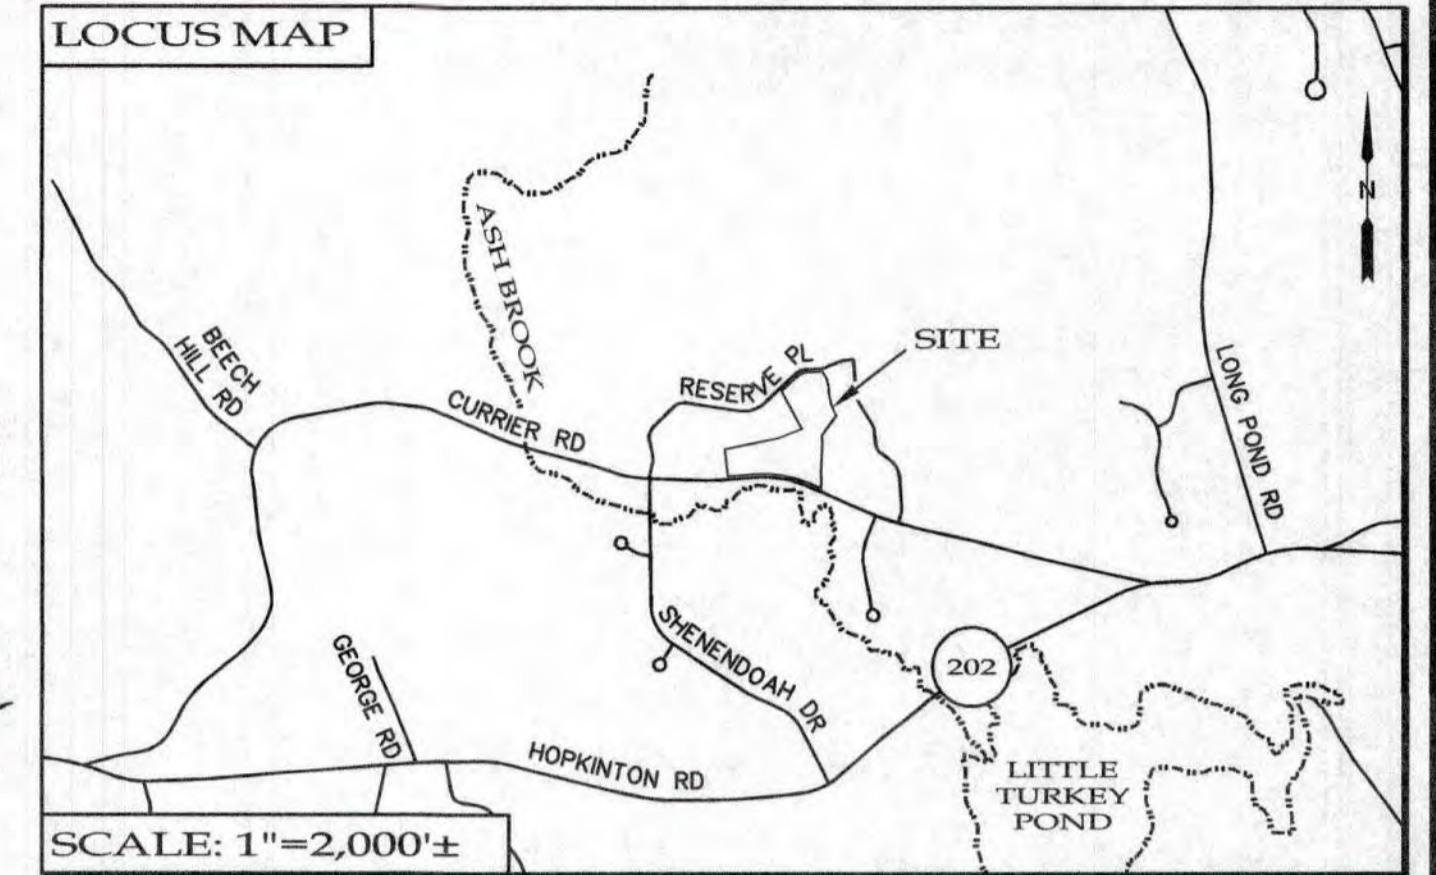 LOCUS MAP
N
ASH BROOK
SITE
BEECH
HILL RD
RESERVE PL
LONG POND RD
CURRIER RD
SHENENDOAH DR
GEORGE RD
202
HOPKINTON RD
LITTLE
TURKEY
POND
SCALE: 1"=2,000'±